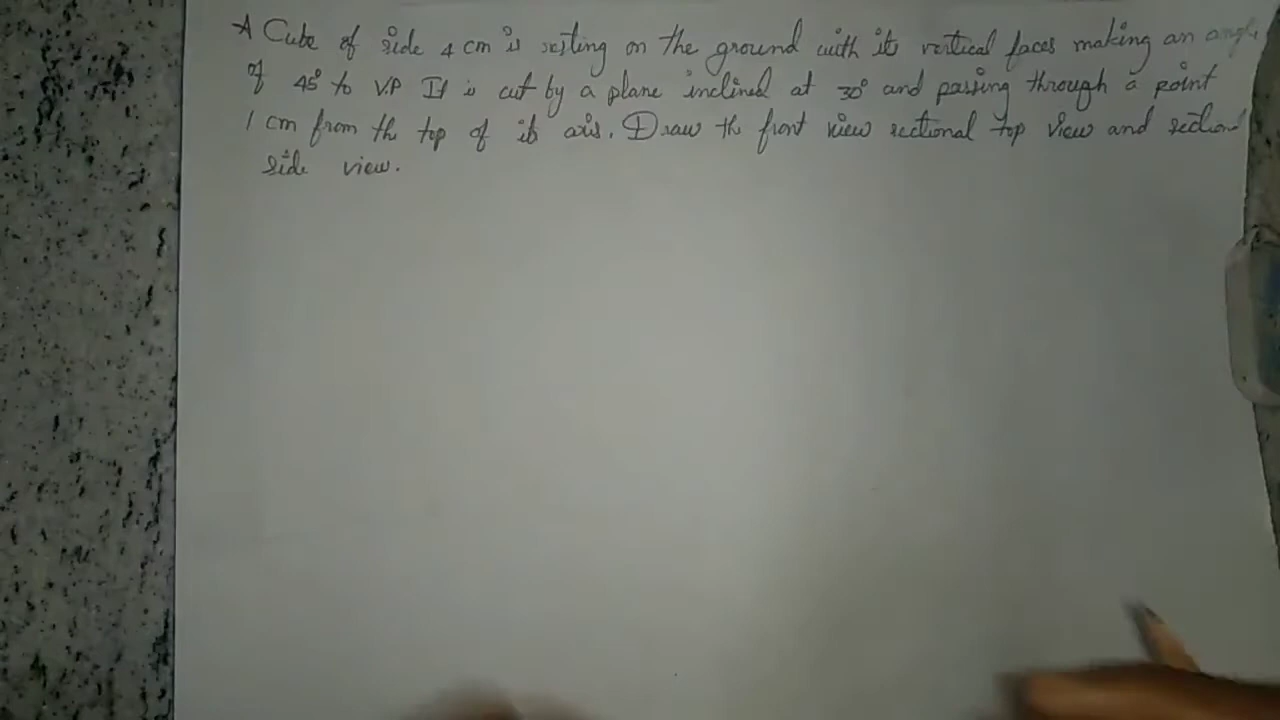 A Cube of side 4 cm is resting on the ground with its vertical faces making an angle
of 45° to V.P It is cut by a plane inclined at 30° and passing through a point
1 cm from the top of its axis. Draw the front view sectional top view and section
side view.